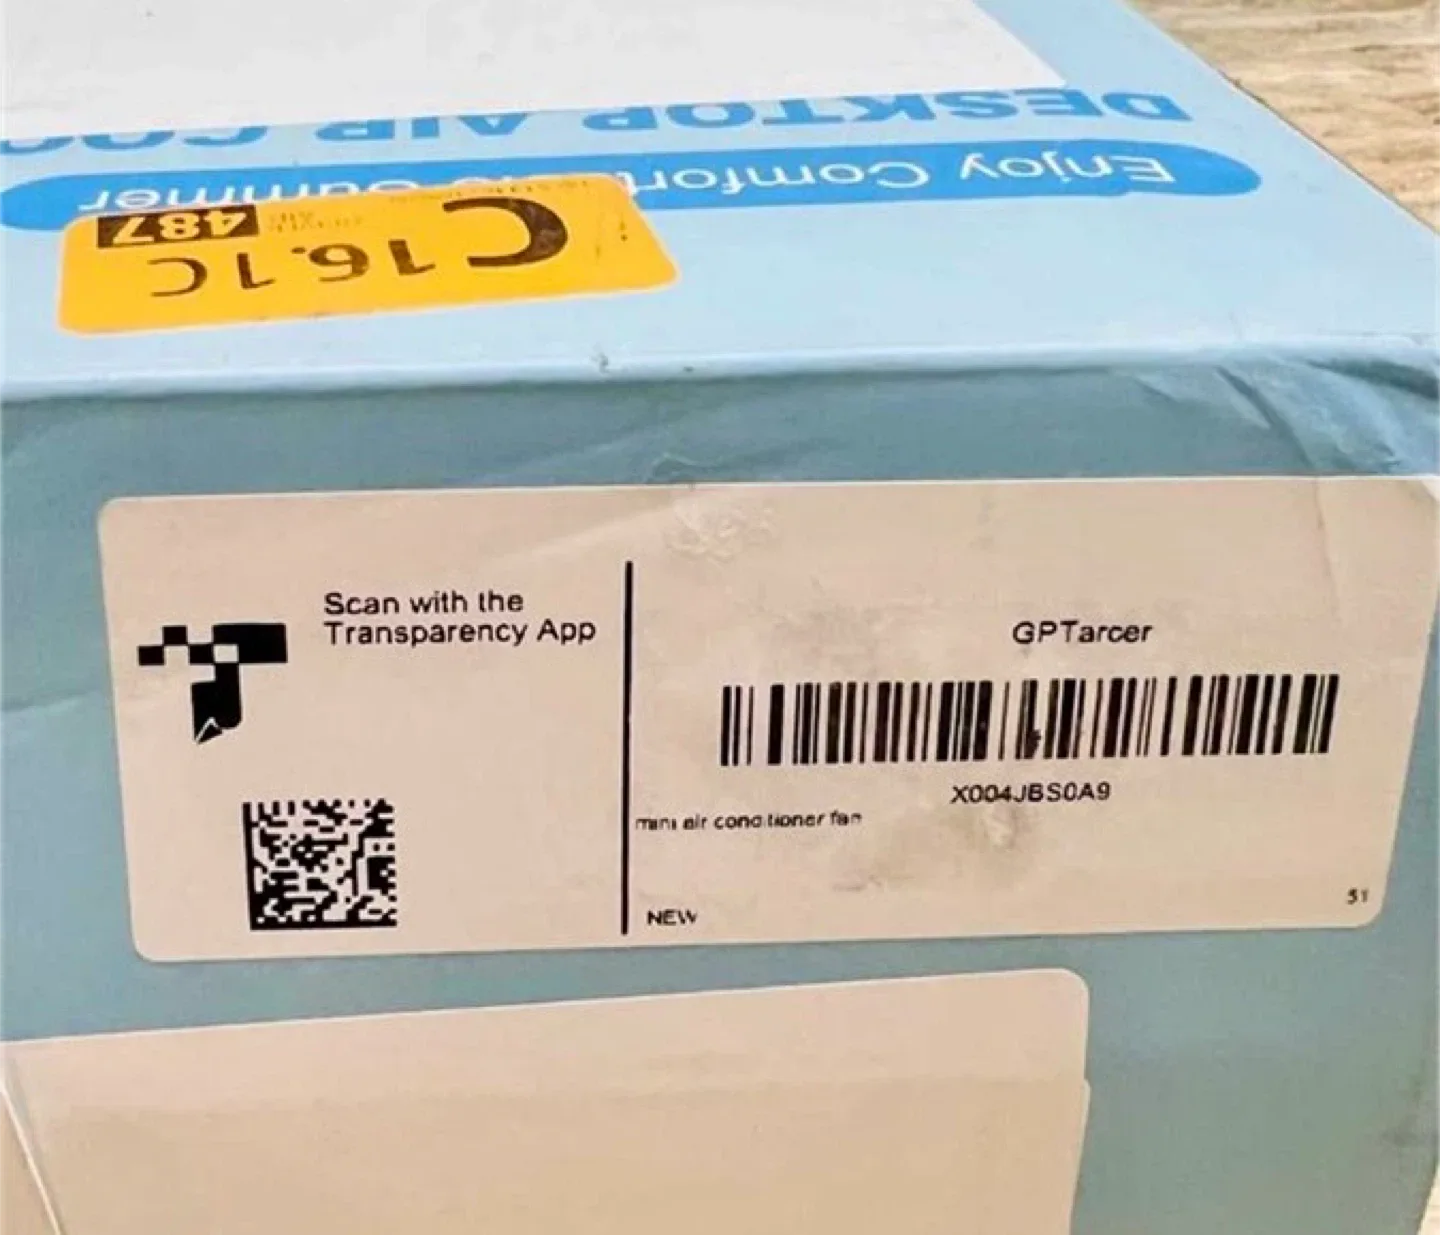 DESKTOP AIR
Enjoy Comfort
Summer
C
16.1C
487
Scan with the
Transparency App
GPTarcer
X004JBS0A9
mini air conditioner fan
NEW
51